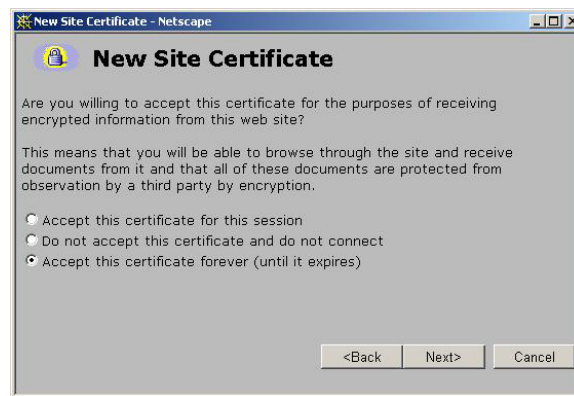 New Site Certificate - Netscape
New Site Certificate
Are you willing to accept this certificate for the purposes of receiving
encrypted information from this web site?
This means that you will be able to browse through the site and receive
documents from it and that all of these documents are protected from
observation by a third party by encryption.
Accept this certificate for this session
Do not accept this certificate and do not connect
Accept this certificate forever (until it expires)
<Back Next> Cancel